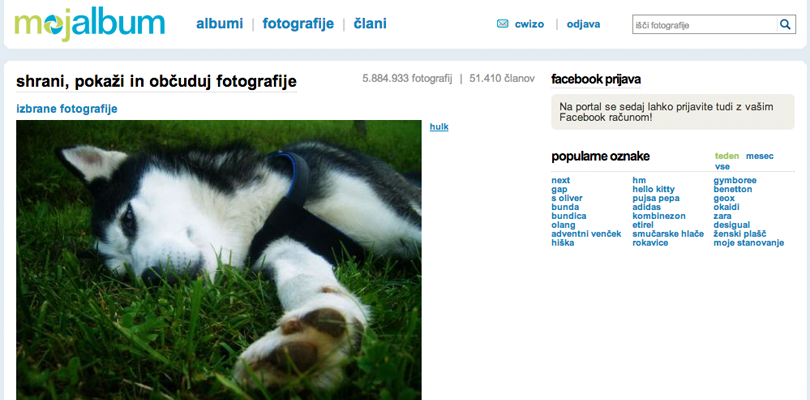 mojalbum
albumi | fotografije | člani
cwizo | odjava
išči fotografije
shrani, pokaži in občuduj fotografije
5.884.933 fotografij | 51.410 članov
izbrane fotografije
hulk
facebook prijava
Na portal se sedaj lahko prijavite tudi z vašim
Facebook računom!
popularne oznake
teden mesec
vse
next
gap
s oliver
bunda
bundica
olang
adventni venček
hiška
hm
hello kitty
pujsa pepa
adidas
kombinezon
etirel
smučarske hlače
rokavice
gymboree
benetton
geox
okaidi
zara
desigual
ženski plašč
moje stanovanje